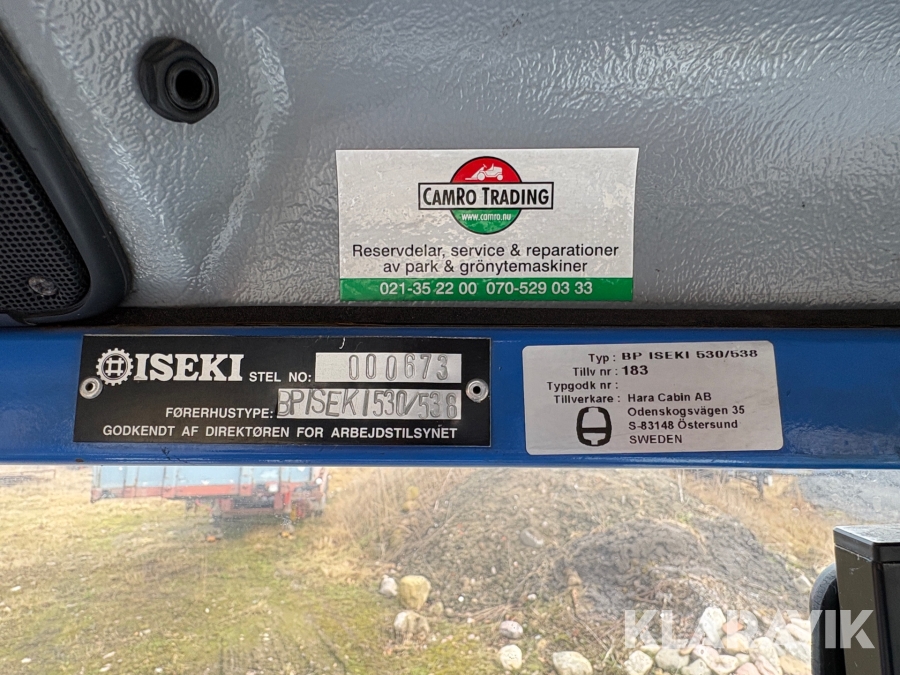 CAMRO TRADING
www.camro.nu
Reservdelar, service & reparationer
av park & grönytemaskiner
021-35 22 00 070-529 03 33
ISEKI STEL NO: 000673
FØRERHUSTYPE: BP ISEKI 530/538
GODKENDT AF DIREKTØREN FOR ARBEJDSTILSYNET
Typ : BP ISEKI 530/538
Tillv nr : 183
Typgodk nr :
Tillverkare : Hara Cabin AB
Odenskogsvägen 35
S-83148 Östersund
SWEDEN
KLARAVIK